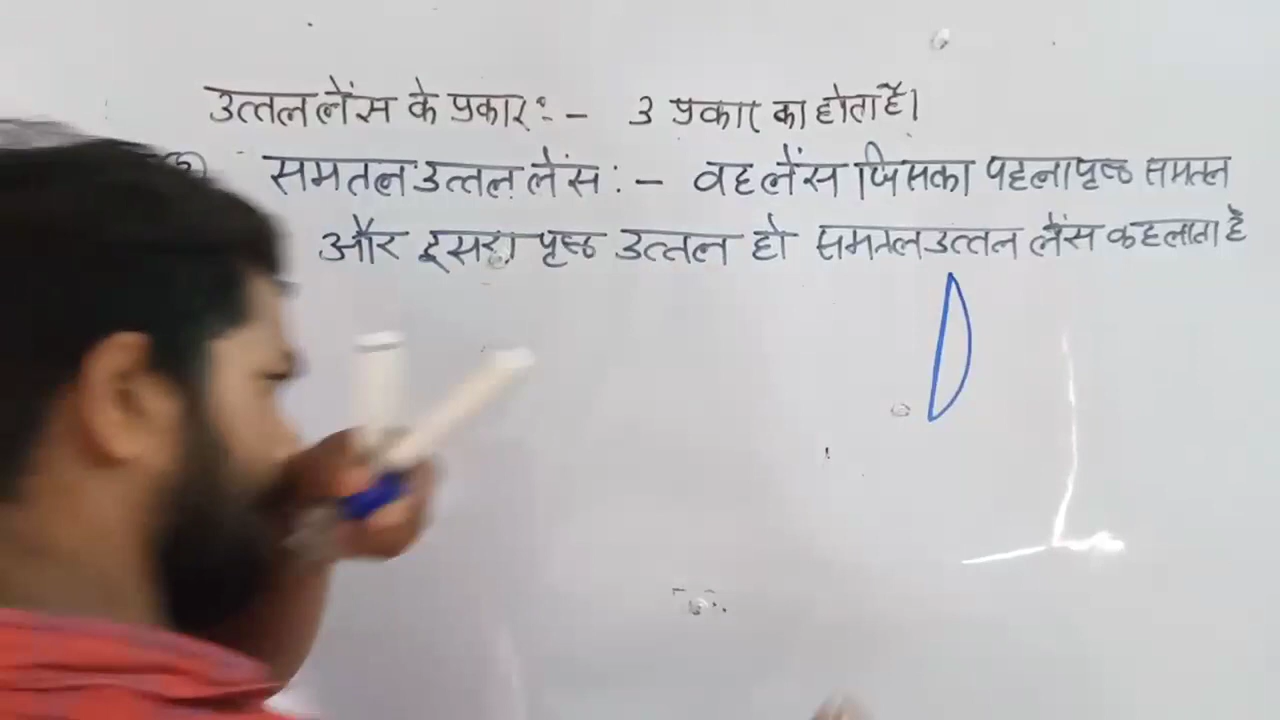 उत्तल लेंस के प्रकार :- 3 प्रकार का होता है।
समतल उत्तल लेंस :- वह लेंस जिसका पहला पृष्ठ समतल
और दूसरा पृष्ठ उत्तल हो समतल उत्तल लेंस कहलाता है